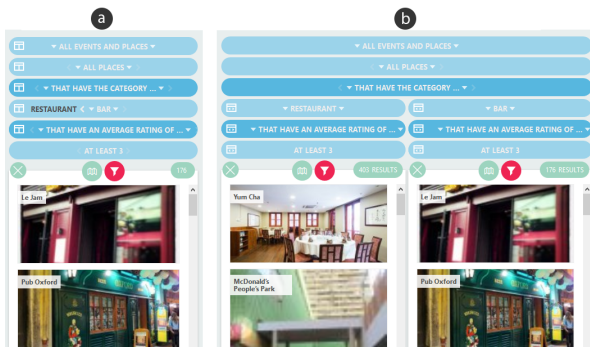 a
▼ ALL EVENTS AND PLACES ▼
< ▼ ALL PLACES ▼ >
< ▼ THAT HAVE THE CATEGORY ... ▼ >
RESTAURANT < ▼ BAR ▼ >
< ▼ THAT HAVE AN AVERAGE RATING OF ... ▼
< AT LEAST 3 >
176
Le Jam
Pub Oxford
b
▼ ALL EVENTS AND PLACES ▼
< ▼ ALL PLACES ▼ >
< ▼ THAT HAVE THE CATEGORY ... ▼ >
▼ RESTAURANT ▼
▼ THAT HAVE AN AVERAGE RATING OF ... ▼
AT LEAST 3
403 RESULTS
Yum Cha
McDonald's
People's Park
▼ BAR ▼
▼ THAT HAVE AN AVERAGE RATING OF ... ▼
AT LEAST 3
176 RESULTS
Le Jam
Pub Oxford